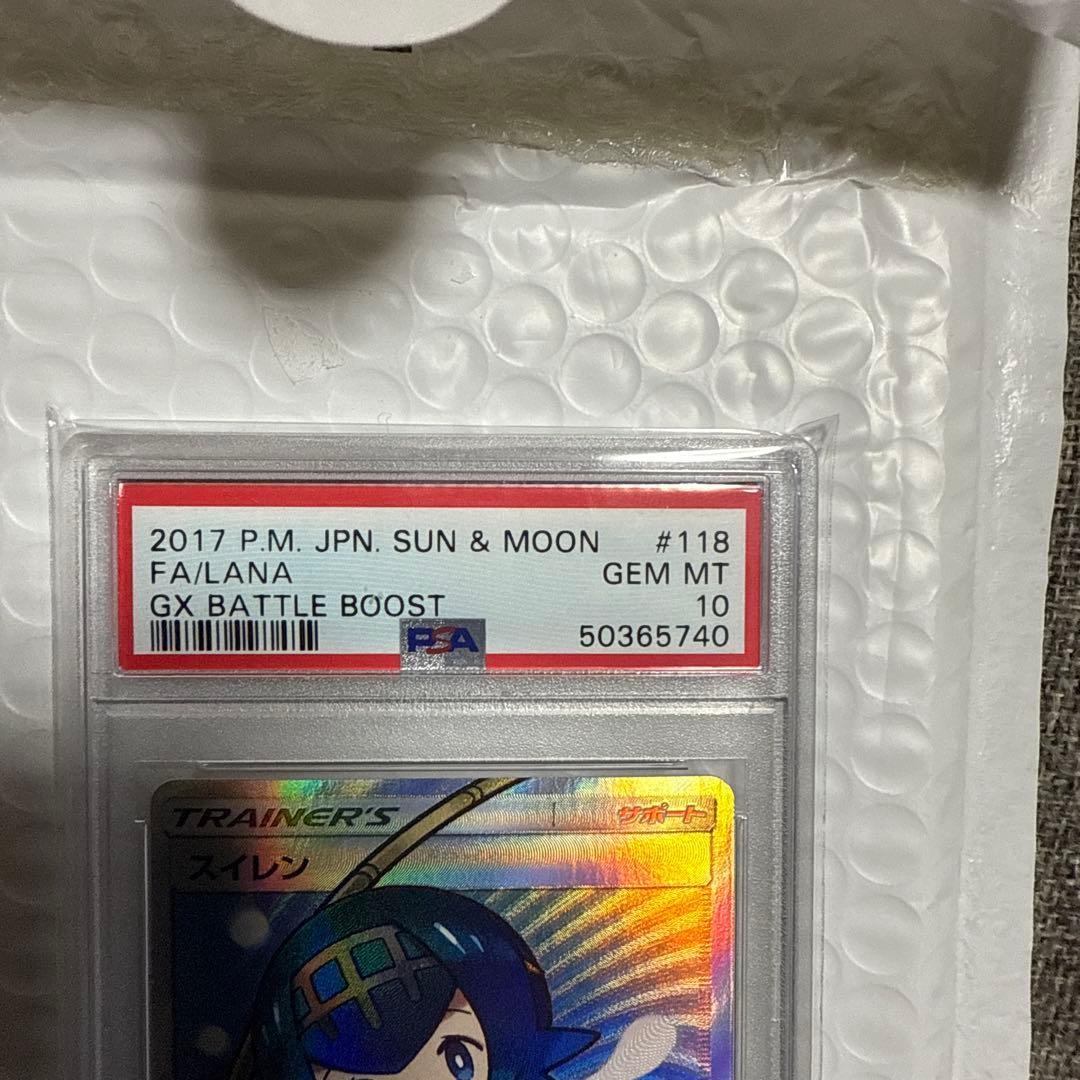 2017 P.M. JPN. SUN & MOON #118
FA/LANA GEM MT
GX BATTLE BOOST 10
PSA 50365740
TRAINER'S サポート
スイレン